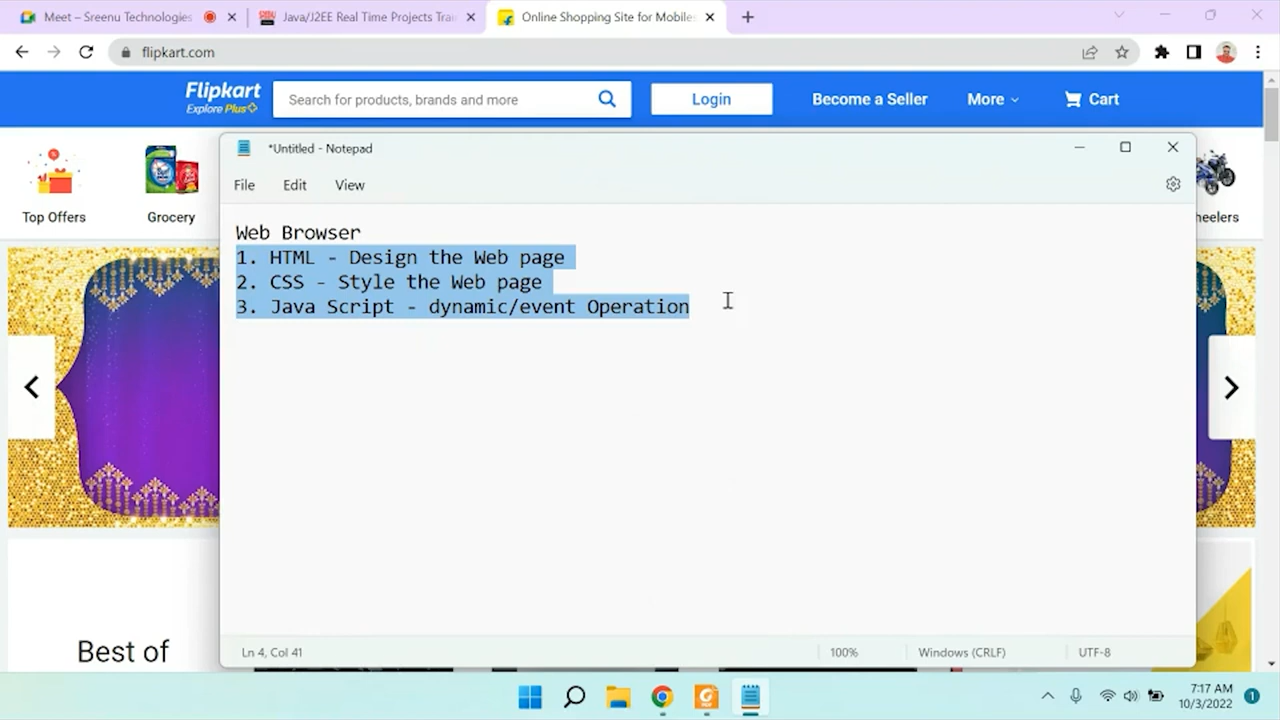 Meet – Sreenu Technologies
Java/J2EE Real Time Projects Trai
Online Shopping Site for Mobiles
flipkart.com
Flipkart
Explore Plus
Search for products, brands and more
Login
Become a Seller
More
Cart
Top Offers
Grocery
heelers
*Untitled - Notepad
File
Edit
View
Web Browser
1. HTML - Design the Web page
2. CSS - Style the Web page
3. Java Script - dynamic/event Operation
Best of
Ln 4, Col 41
100%
Windows (CRLF)
UTF-8
7:17 AM
10/3/2022
1